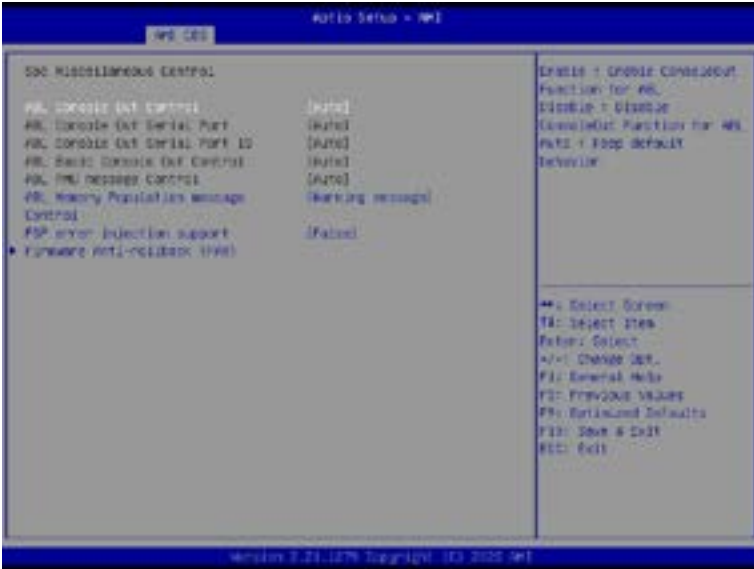 Aptio Setup - AMI
AMD CBS
Soc Miscellaneous Control
ABL Console Out Control [Auto]
ABL Console Out Serial Port [Auto]
ABL Console Out Serial Port IO [Auto]
ABL Basic Console Out Control [Auto]
ABL PMU message Control [Auto]
ABL Memory Population message [Warning message]
Control
PSP error injection support [False]
Firmware Anti-rollback (FAR)
Enable : Enable ConsoleOut
Function for ABL
Disable : Disable
ConsoleOut Function for ABL
Auto : Keep default
behavior
: Select Screen
: Select Item
Enter: Select
+/-: Change Opt.
F1: General Help
F2: Previous Values
F9: Optimized Defaults
F10: Save & Exit
ESC: Exit
Version Copyright (C) AMI